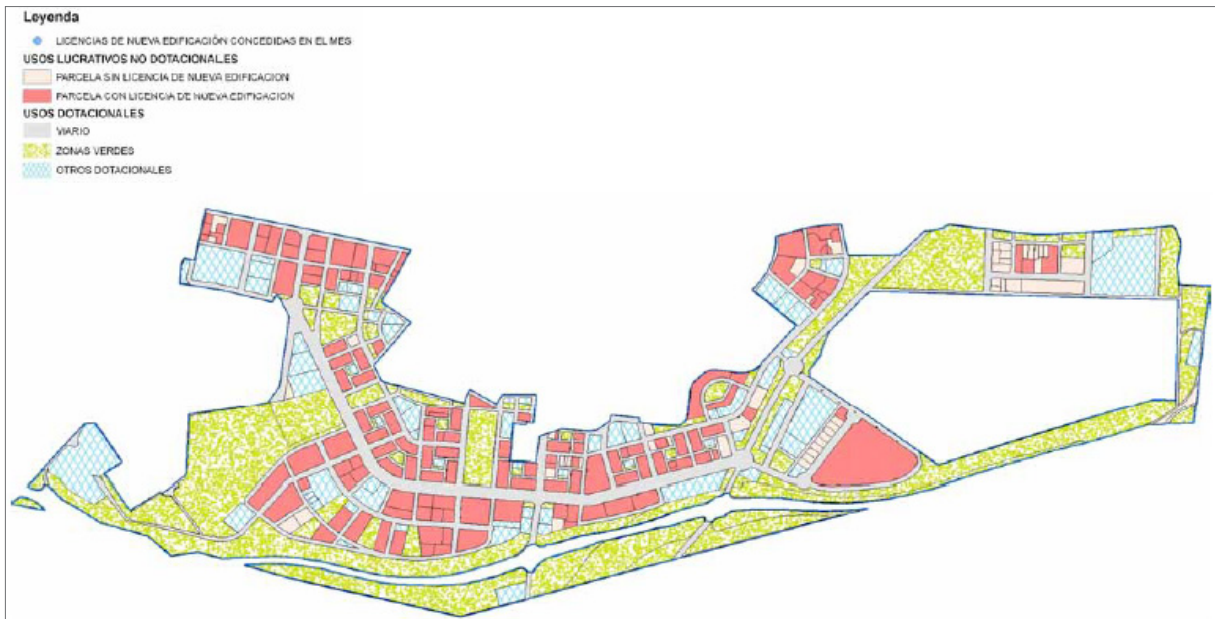 Leyenda
LICENCIAS DE NUEVA EDIFICACIÓN CONCEDIDAS EN EL MES
USOS LUCRATIVOS NO DOTACIONALES
PARCELA SIN LICENCIA DE NUEVA EDIFICACION
PARCELA CON LICENCIA DE NUEVA EDIFICACION
USOS DOTACIONALES
VIARIO
ZONAS VERDES
OTROS DOTACIONALES